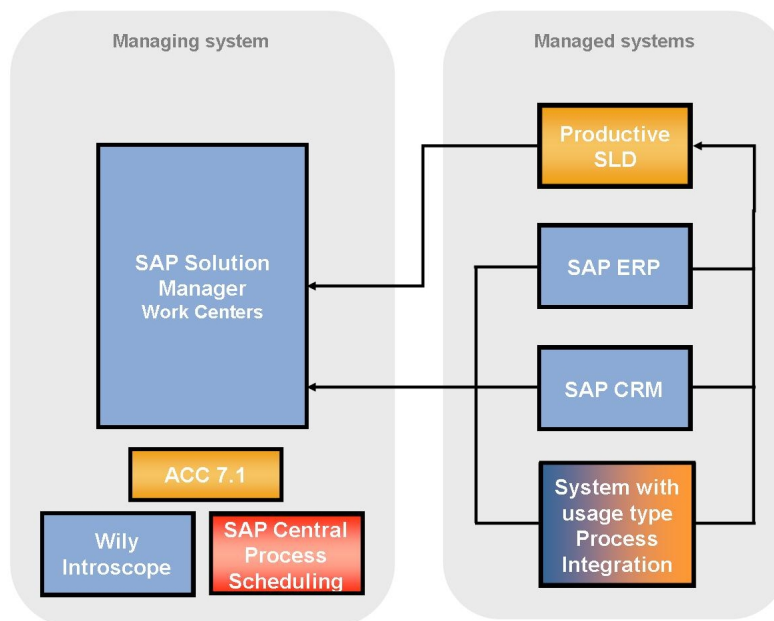 Managing system
SAP Solution
Manager
Work Centers
ACC 7.1
Wily
Introscope
SAP Central
Process
Scheduling
Managed systems
Productive
SLD
SAP ERP
SAP CRM
System with
usage type
Process
Integration